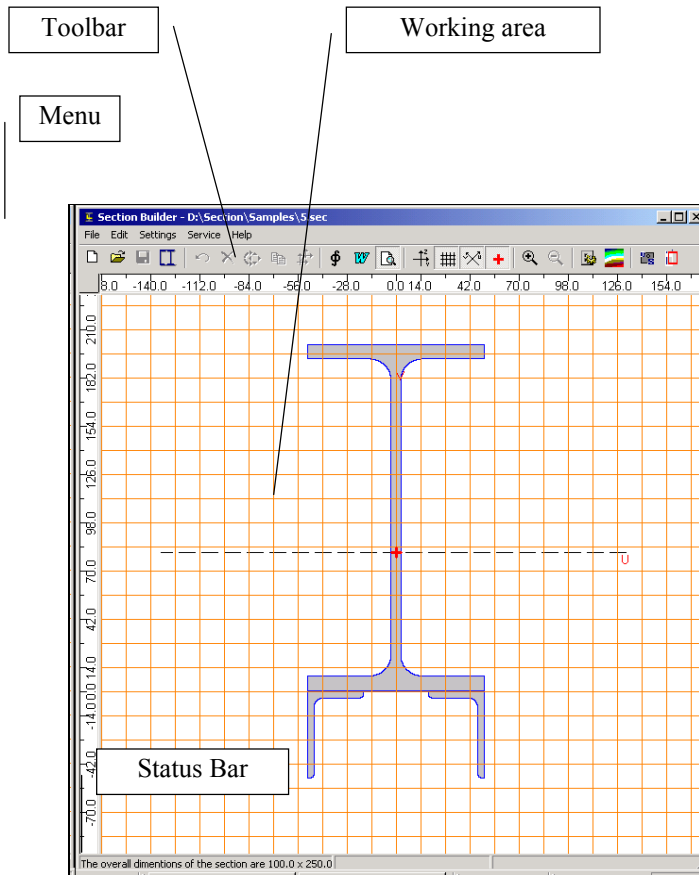 Toolbar
Working area
Menu
Section Builder - D:\Section\Samples\5.sec
File Edit Settings Service Help
8.0 -140.0 -112.0 -84.0 -56.0 -28.0 0.0 14.0 42.0 70.0 98.0 126.0 154.0
210.0
182.0
154.0
126.0
98.0
70.0
42.0
14.0
0.0
-14.0
-42.0
-70.0
U
Status Bar
The overall dimentions of the section are 100.0 x 250.0